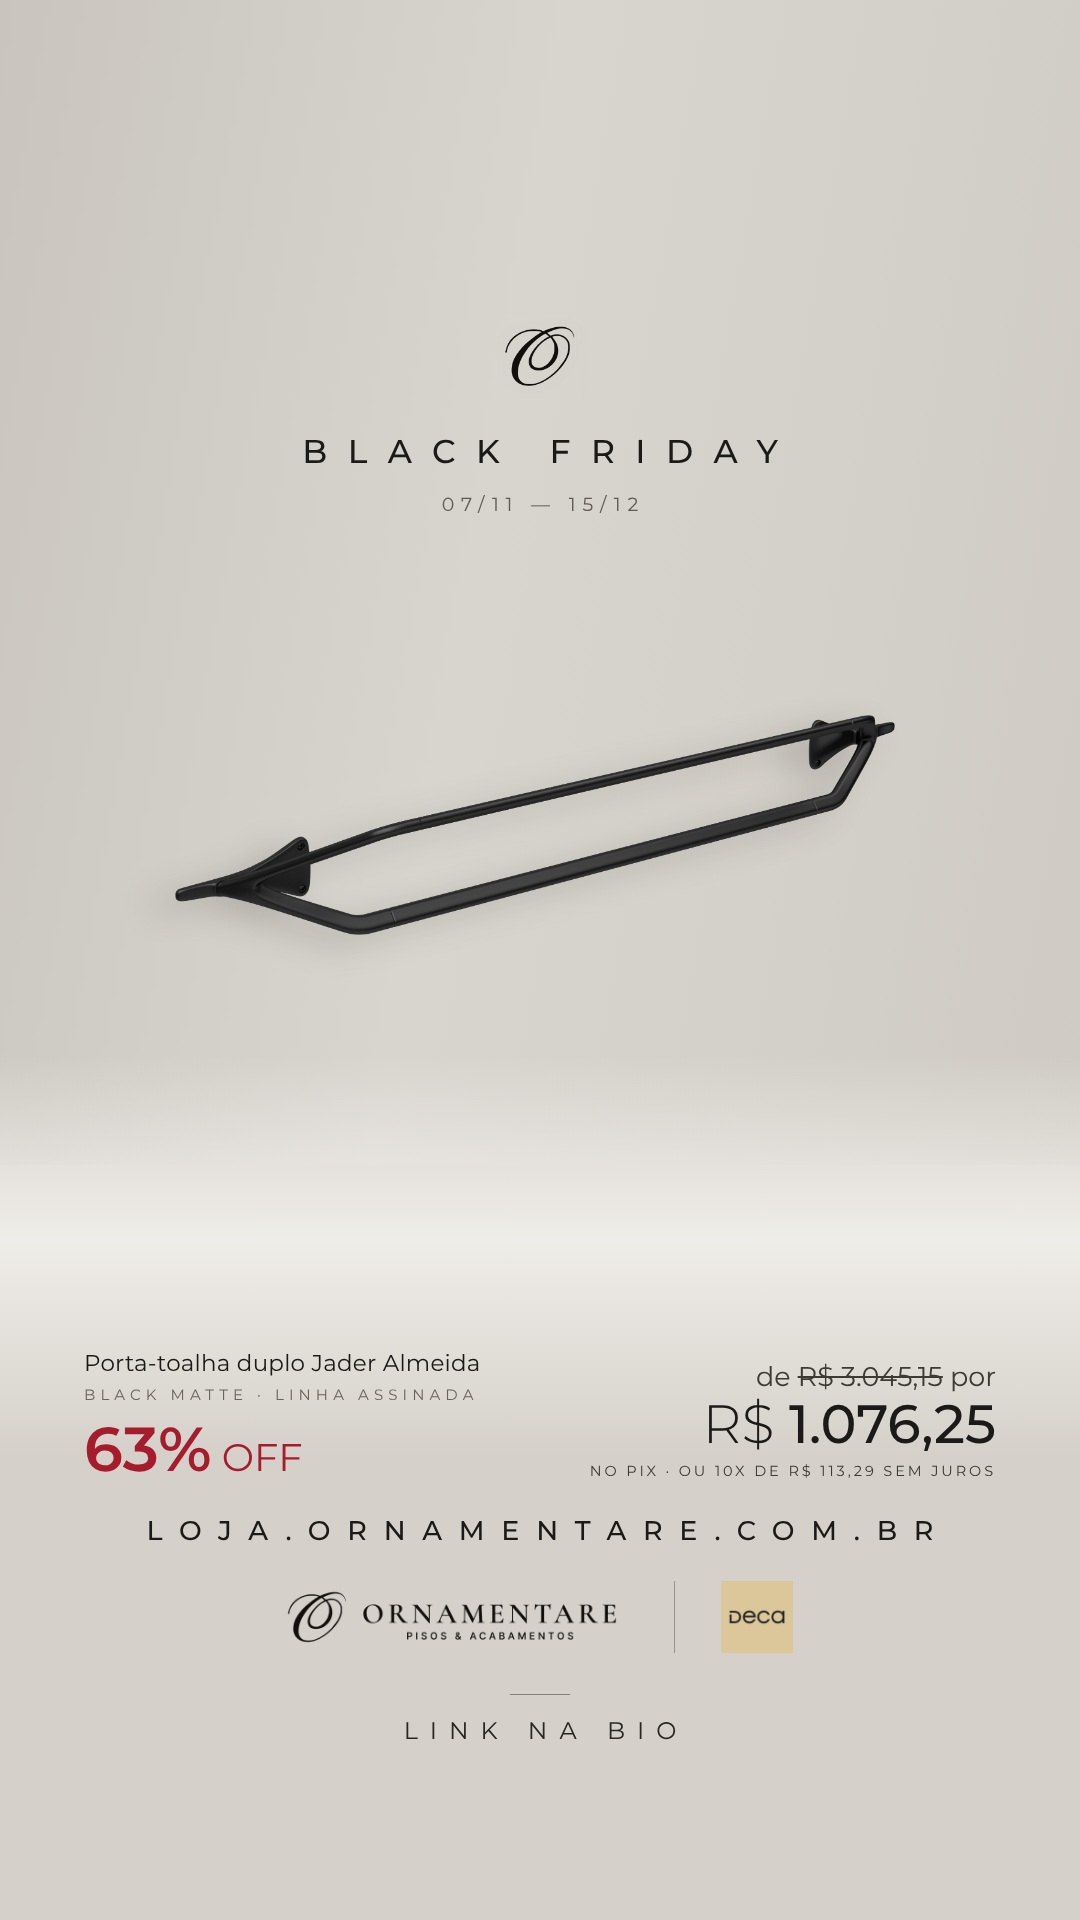 BLACK FRIDAY
07/11 — 15/12
Porta-toalha duplo Jader Almeida
BLACK MATTE · LINHA ASSINADA
63% OFF
de R$ 3.045,15 por
R$ 1.076,25
NO PIX · OU 10X DE R$ 113,29 SEM JUROS
LOJA.ORNAMENTARE.COM.BR
ORNAMENTARE
PISOS & ACABAMENTOS
Deca
LINK NA BIO